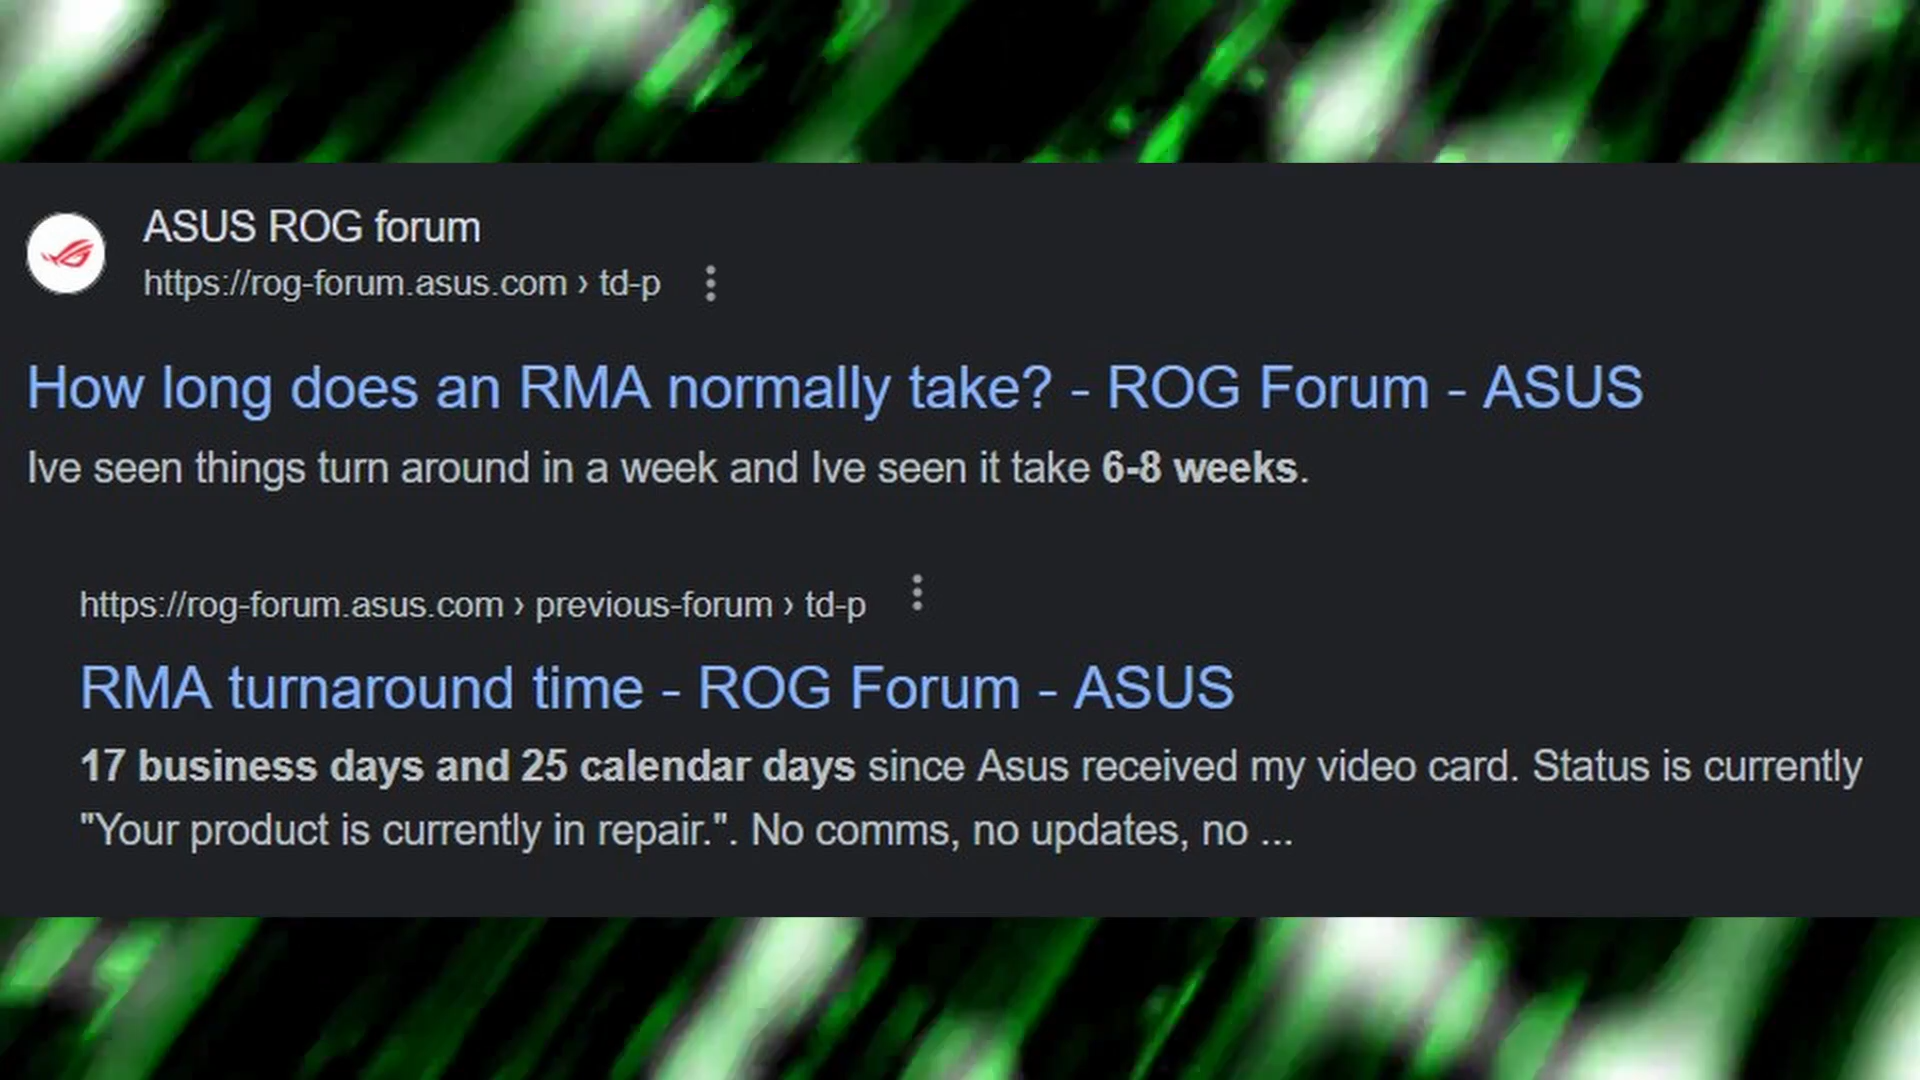 ASUS ROG forum
https://rog-forum.asus.com › td-p
How long does an RMA normally take? - ROG Forum - ASUS
Ive seen things turn around in a week and Ive seen it take 6-8 weeks.
https://rog-forum.asus.com › previous-forum › td-p
RMA turnaround time - ROG Forum - ASUS
17 business days and 25 calendar days since Asus received my video card. Status is currently
"Your product is currently in repair.". No comms, no updates, no ...